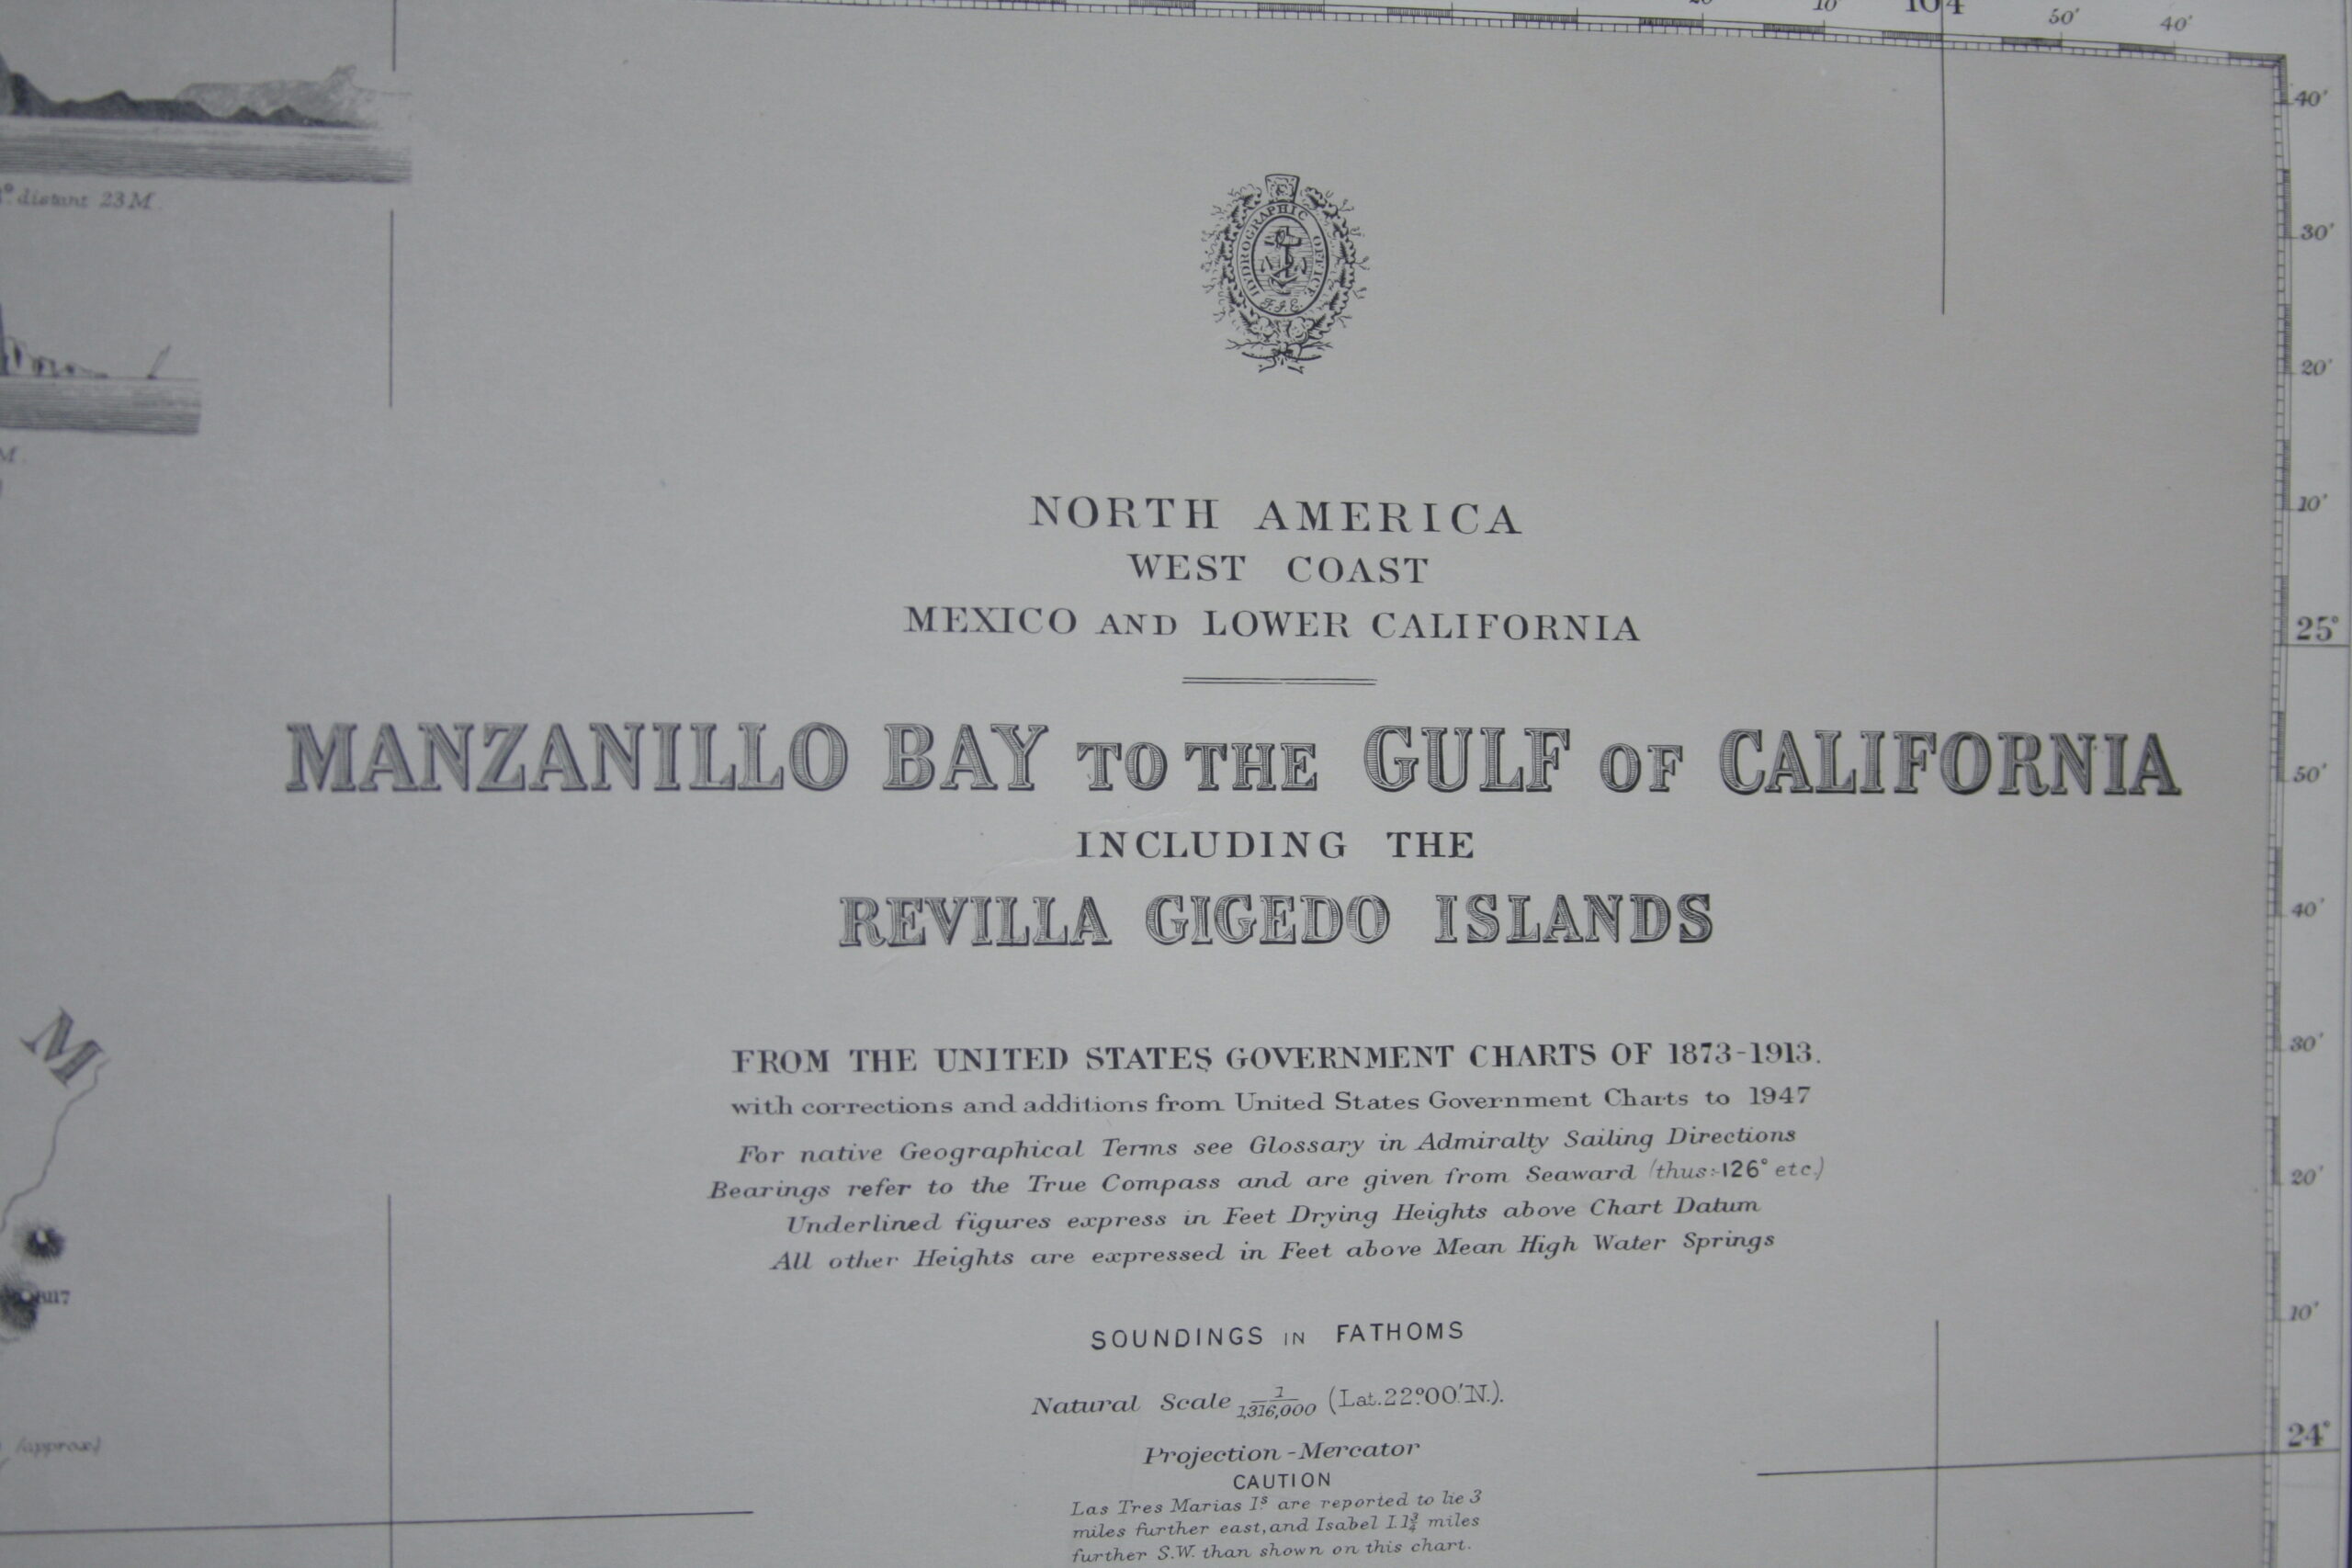 10'
104
50'
40'
40'
distant 23 M.
HYDROGRAPHIC OFFICE
30'
20'
M.
NORTH AMERICA
10'
WEST COAST
MEXICO AND LOWER CALIFORNIA
25°
MANZANILLO BAY TO THE GULF OF CALIFORNIA
50'
INCLUDING THE
REVILLA GIGEDO ISLANDS
40'
M
FROM THE UNITED STATES GOVERNMENT CHARTS OF 1873-1913.
30'
with corrections and additions from United States Government Charts to 1947
For native Geographical Terms see Glossary in Admiralty Sailing Directions
Bearings refer to the True Compass and are given from Seaward (thus:-126° etc.)
20'
Underlined figures express in Feet Drying Heights above Chart Datum
All other Heights are expressed in Feet above Mean High Water Springs
10'
SOUNDINGS IN FATHOMS
Natural Scale 1/1,316,000 (Lat. 22°00'N.).
24°
(approx)
Projection - Mercator
CAUTION
Las Tres Marias Is. are reported to lie 3
miles further east, and Isabel I. 1¾ miles
further S.W. than shown on this chart.